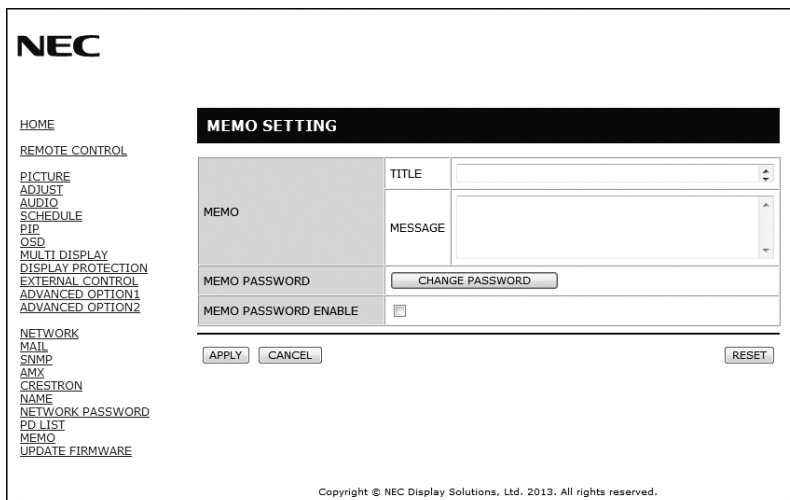 NEC
HOME
REMOTE CONTROL
PICTURE
ADJUST
AUDIO
SCHEDULE
PIP
OSD
MULTI DISPLAY
DISPLAY PROTECTION
EXTERNAL CONTROL
ADVANCED OPTION1
ADVANCED OPTION2
NETWORK
MAIL
SNMP
AMX
CRESTRON
NAME
NETWORK PASSWORD
PD LIST
MEMO
UPDATE FIRMWARE
MEMO SETTING
MEMO
TITLE
MESSAGE
MEMO PASSWORD
CHANGE PASSWORD
MEMO PASSWORD ENABLE
APPLY CANCEL RESET
Copyright © NEC Display Solutions, Ltd. 2013. All rights reserved.